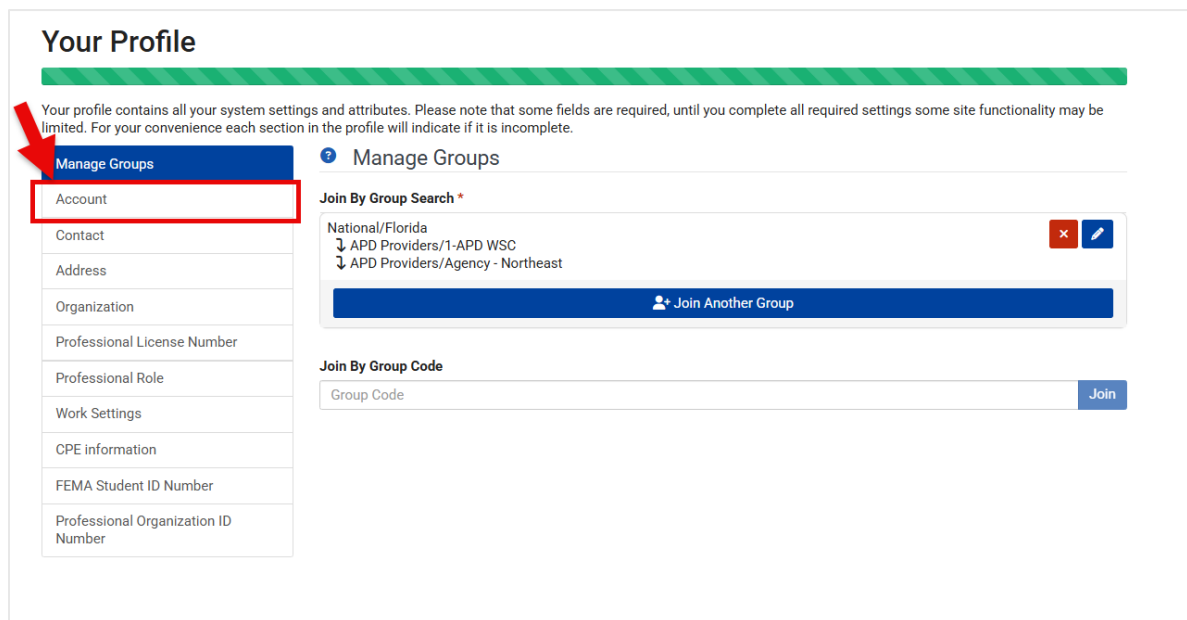 Your Profile
Your profile contains all your system settings and attributes. Please note that some fields are required, until you complete all required settings some site functionality may be
limited. For your convenience each section in the profile will indicate if it is incomplete.
Manage Groups
Account
Contact
Address
Organization
Professional License Number
Professional Role
Work Settings
CPE information
FEMA Student ID Number
Professional Organization ID
Number
? Manage Groups
Join By Group Search *
National/Florida
APD Providers/1-APD WSC
APD Providers/Agency - Northeast
Join Another Group
Join By Group Code
Group Code
Join